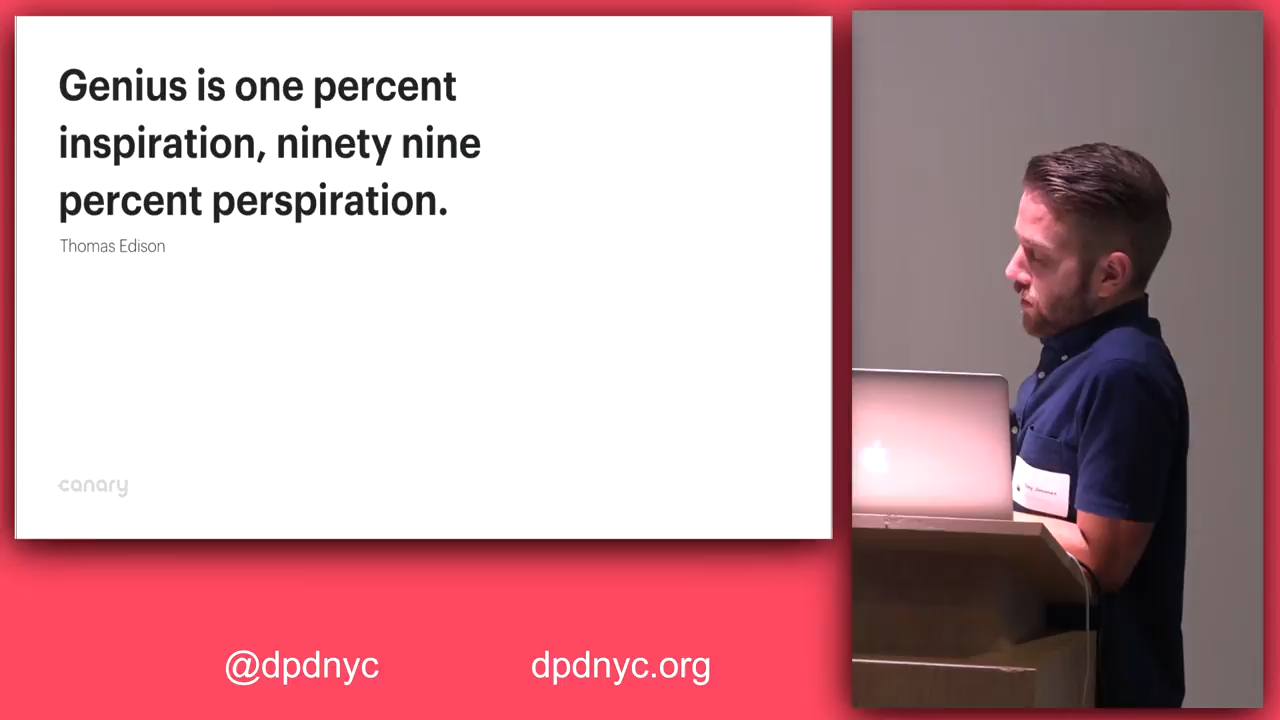 Genius is one percent
inspiration, ninety nine
percent perspiration.
Thomas Edison
canary
@dpdnyc
dpdnyc.org